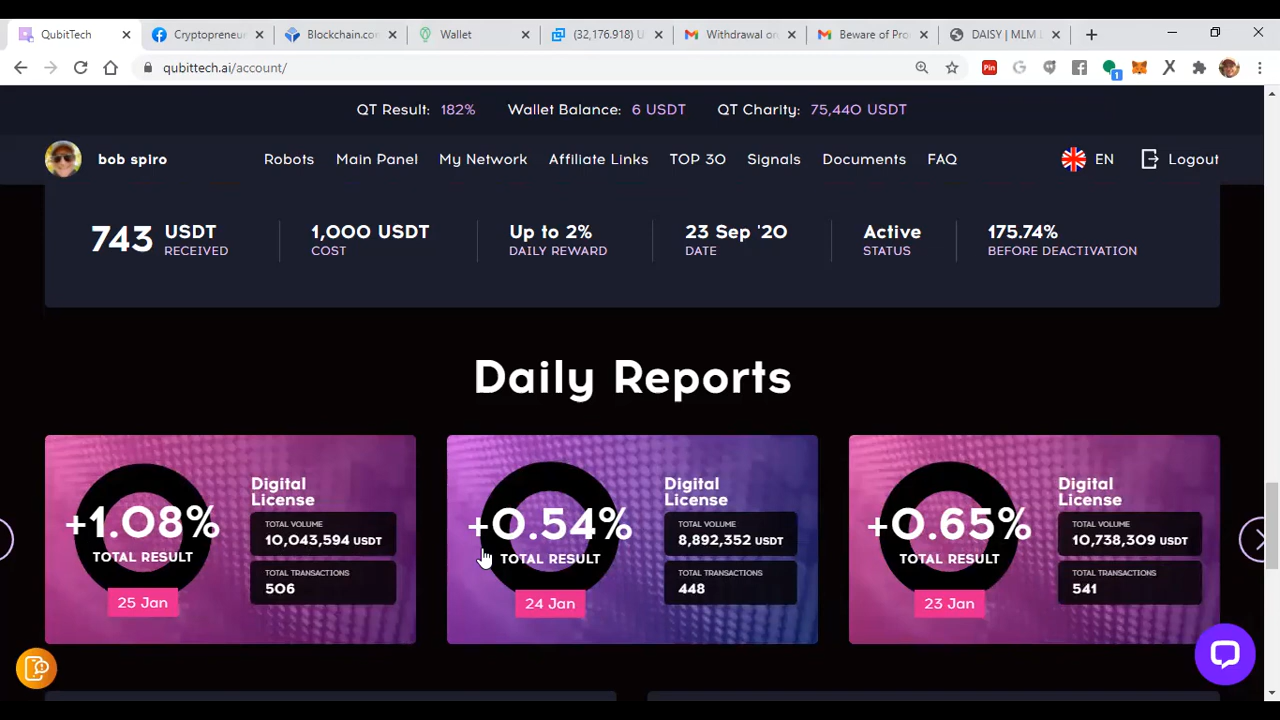 QubitTech
Cryptopreneur
Blockchain.con
Wallet
(32,176.918) U
Withdrawal on
Beware of Pro
DAISY | MLM L
qubittech.ai/account/
Pin
1
QT Result: 182% Wallet Balance: 6 USDT QT Charity: 75,440 USDT
bob spiro
Robots
Main Panel
My Network
Affiliate Links
TOP 30
Signals
Documents
FAQ
EN
Logout
743 USDT
RECEIVED
1,000 USDT
COST
Up to 2%
DAILY REWARD
23 Sep '20
DATE
Active
STATUS
175.74%
BEFORE DEACTIVATION
Daily Reports
+1.08%
TOTAL RESULT
25 Jan
Digital
License
TOTAL VOLUME
10,043,594 USDT
TOTAL TRANSACTIONS
506
+0.54%
TOTAL RESULT
24 Jan
Digital
License
TOTAL VOLUME
8,892,352 USDT
TOTAL TRANSACTIONS
448
+0.65%
TOTAL RESULT
23 Jan
Digital
License
TOTAL VOLUME
10,738,309 USDT
TOTAL TRANSACTIONS
541